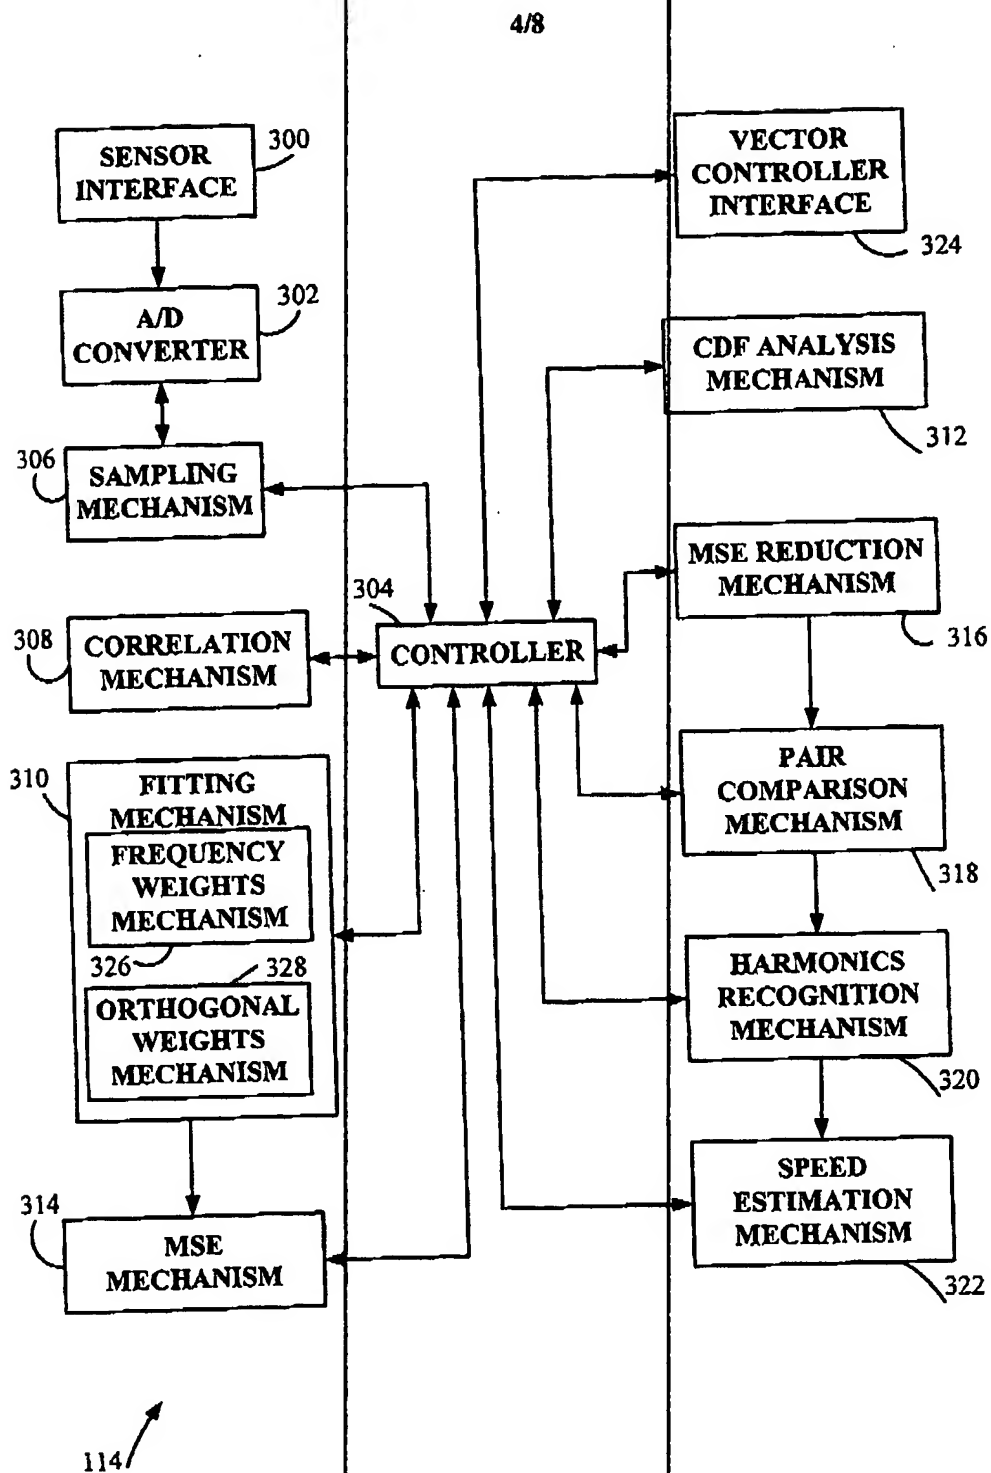 4/8
SENSOR
INTERFACE
300
A/D
CONVERTER
302
306
SAMPLING
MECHANISM
308
CORRELATION
MECHANISM
310
FITTING
MECHANISM
FREQUENCY
WEIGHTS
MECHANISM
326
328
ORTHOGONAL
WEIGHTS
MECHANISM
314
MSE
MECHANISM
114
304
CONTROLLER
VECTOR
CONTROLLER
INTERFACE
324
CDF ANALYSIS
MECHANISM
312
MSE REDUCTION
MECHANISM
316
PAIR
COMPARISON
MECHANISM
318
HARMONICS
RECOGNITION
MECHANISM
320
SPEED
ESTIMATION
MECHANISM
322